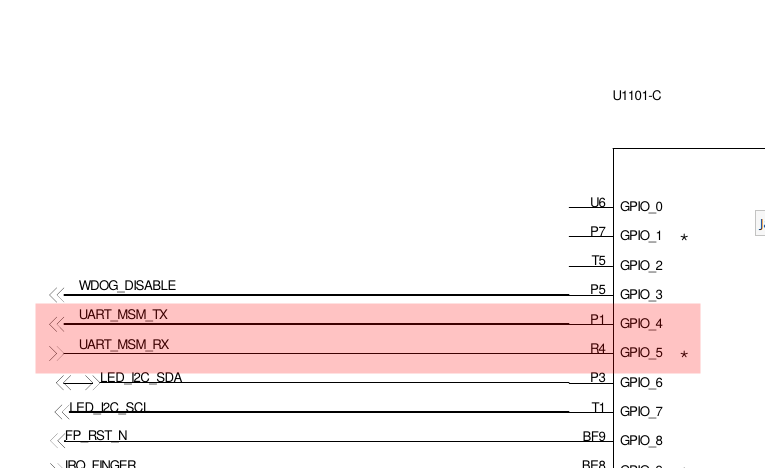 U1101-C
U6 GPIO_0
P7 GPIO_1 *
T5 GPIO_2
WDOG_DISABLE P5 GPIO_3
UART_MSM_TX P1 GPIO_4
UART_MSM_RX R4 GPIO_5 *
LED_I2C_SDA P3 GPIO_6
LED_I2C_SCL T1 GPIO_7
FP_RST_N BF9 GPIO_8
IRQ_FINGER BF8